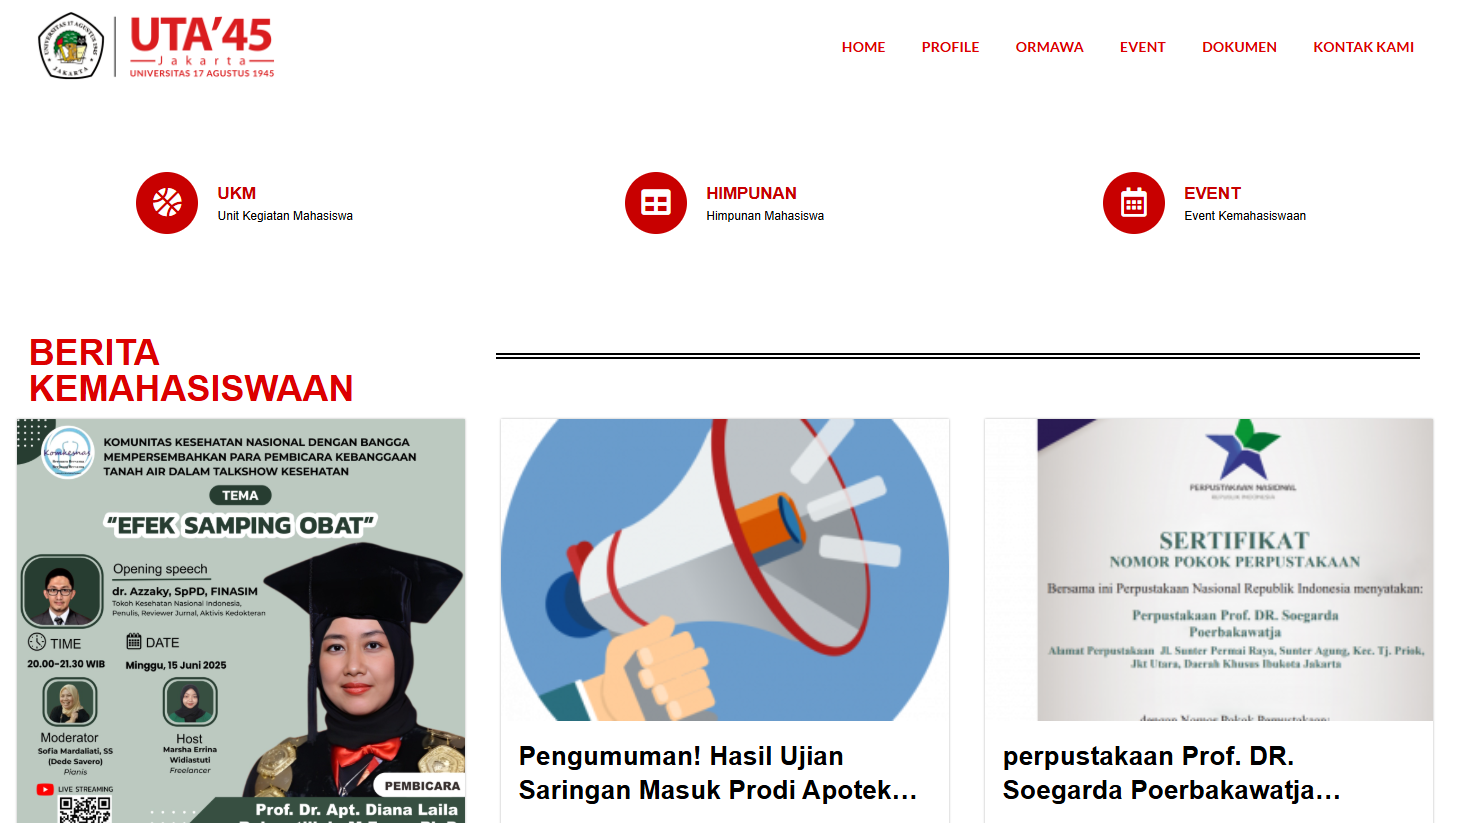 UNIVERSITAS 17 AGUSTUS 1945
JAKARTA
UTA'45
Jakarta
UNIVERSITAS 17 AGUSTUS 1945
HOME
PROFILE
ORMAWA
EVENT
DOKUMEN
KONTAK KAMI
UKM
Unit Kegiatan Mahasiswa
HIMPUNAN
Himpunan Mahasiswa
EVENT
Event Kemahasiswaan
BERITA
KEMAHASISWAAN
Komkesnas
KOMUNITAS KESEHATAN NASIONAL DENGAN BANGGA
MEMPERSEMBAHKAN PARA PEMBICARA KEBANGGAAN
TANAH AIR DALAM TALKSHOW KESEHATAN
TEMA
"EFEK SAMPING OBAT"
Opening speech
dr. Azzaky, SpPD, FINASIM
Tokoh Kesehatan Nasional Indonesia,
Penulis, Reviewer Jurnal, Aktivis Kedokteran
TIME
20.00-21.30 WIB
DATE
Minggu, 15 Juni 2025
Moderator
Sofia Mardaliati, SS
(Dede Savero)
Pianis
Host
Marsha Errina
Widiastuti
Freelancer
LIVE STREAMING
PEMBICARA
Prof. Dr. Apt. Diana Laila
Pengumuman! Hasil Ujian
Saringan Masuk Prodi Apotek...
PERPUSTAKAAN NASIONAL
REPUBLIK INDONESIA
SERTIFIKAT
NOMOR POKOK PERPUSTAKAAN
Bersama ini Perpustakaan Nasional Republik Indonesia menyatakan:
Perpustakaan Prof. DR. Soegarda
Poerbakawatja
Alamat Perpustakaan Jl. Sunter Permai Raya, Sunter Agung, Kec. Tj. Priok,
Jkt Utara, Daerah Khusus Ibukota Jakarta
dengan Nomor Pokok Perpustakaan:
perpustakaan Prof. DR.
Soegarda Poerbakawatja...